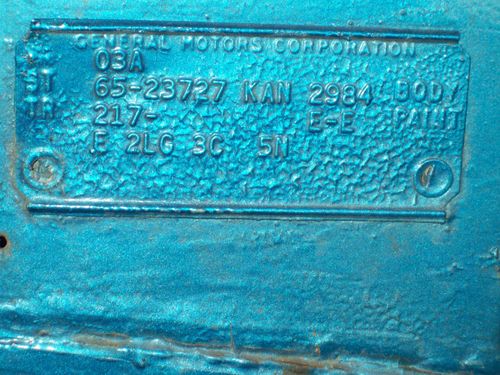 GENERAL MOTORS CORPORATION
03A
ST 65-23727 KAN 2984 BODY
TR 217- E-E PAINT
E 2LG 3C 5N